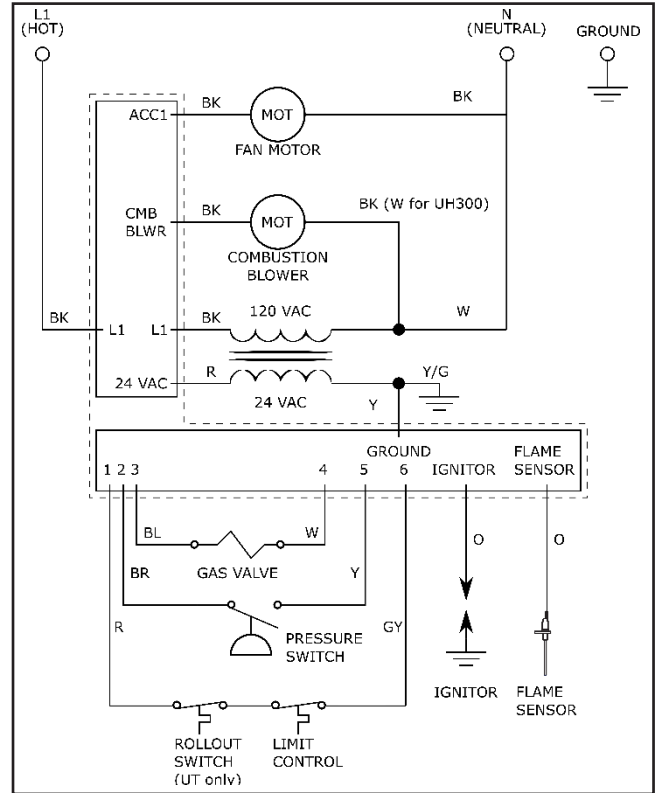 L1
(HOT)
N
(NEUTRAL)
GROUND
ACC1
BK
MOT
BK
FAN MOTOR
CMB
BLWR
BK
MOT
BK (W for UH300)
COMBUSTION
BLOWER
120 VAC
BK
L1
L1
BK
W
24 VAC
R
24 VAC
Y
Y/G
GROUND
FLAME
SENSOR
1 2 3
4
5
6
IGNITOR
BL
W
O
O
GAS VALVE
BR
Y
R
PRESSURE
SWITCH
GY
IGNITOR
FLAME
SENSOR
ROLLOUT
SWITCH
(UT only)
LIMIT
CONTROL